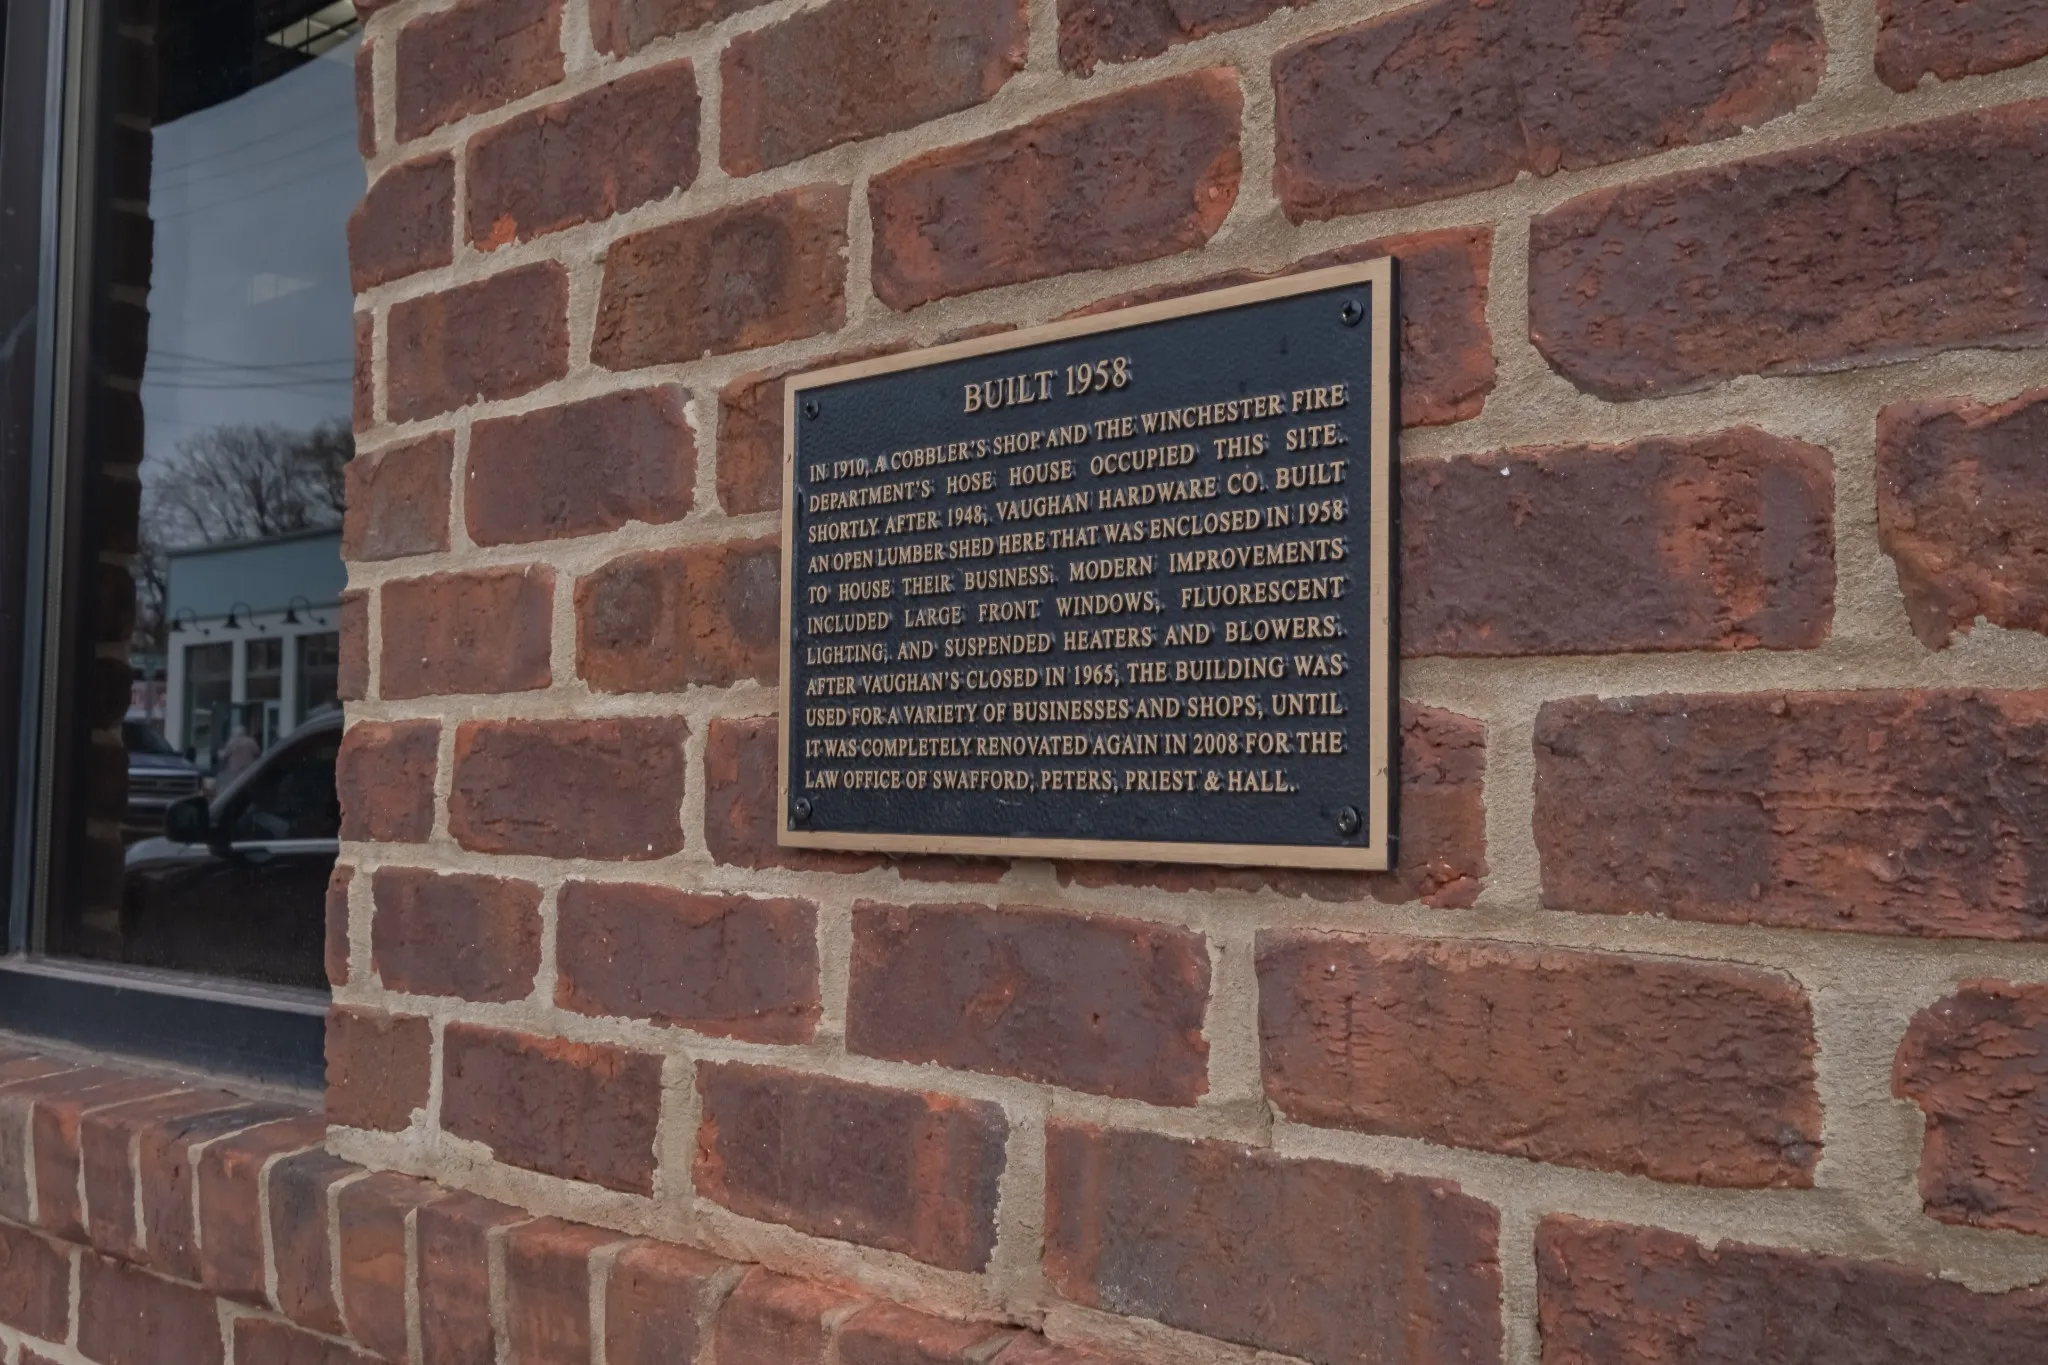 BUILT 1958
IN 1910, A COBBLER'S SHOP AND THE WINCHESTER FIRE
DEPARTMENT'S HOSE HOUSE OCCUPIED THIS SITE.
SHORTLY AFTER 1948, VAUGHAN HARDWARE CO. BUILT
AN OPEN LUMBER SHED HERE THAT WAS ENCLOSED IN 1958
TO HOUSE THEIR BUSINESS. MODERN IMPROVEMENTS
INCLUDED LARGE FRONT WINDOWS, FLUORESCENT
LIGHTING, AND SUSPENDED HEATERS AND BLOWERS.
AFTER VAUGHAN'S CLOSED IN 1965, THE BUILDING WAS
USED FOR A VARIETY OF BUSINESSES AND SHOPS, UNTIL
IT WAS COMPLETELY RENOVATED AGAIN IN 2008 FOR THE
LAW OFFICE OF SWAFFORD, PETERS, PRIEST & HALL.